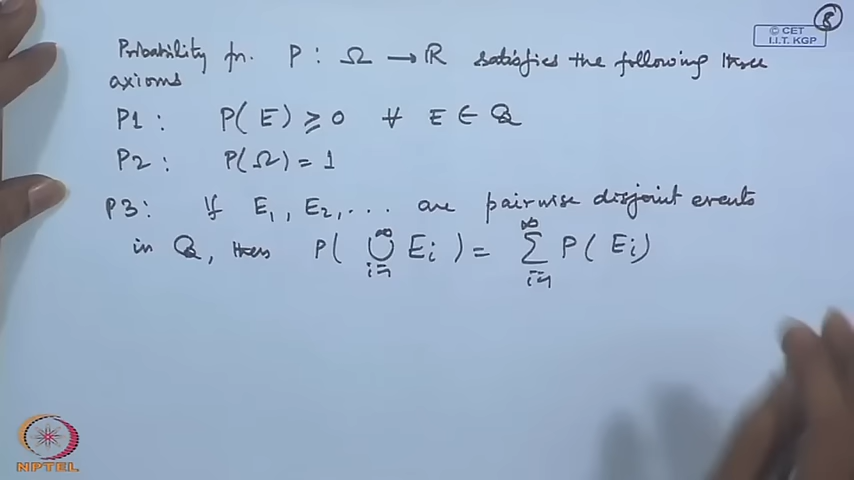 8
© CET
I.I.T. KGP
Probability fn. P : Ω → ℝ satisfies the following three
axioms
P1 : P(E) ⩾ 0 ∀ E ∈ 𝓑
P2 : P(Ω) = 1
P3 : If E₁, E₂, ... are pairwise disjoint events
in 𝓑, then P( ∞∪i=1 Ei ) = ∞∑i=1 P( Ei )
NPTEL